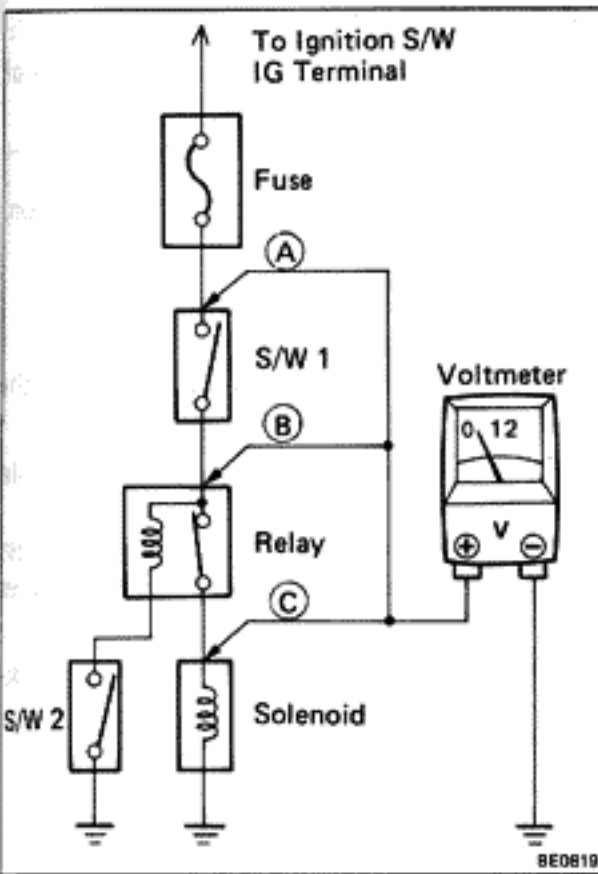 To Ignition S/W
IG Terminal
Fuse
A
S/W 1
Voltmeter
0 12
B
V
Relay
+ −
C
S/W 2
Solenoid
BE0819